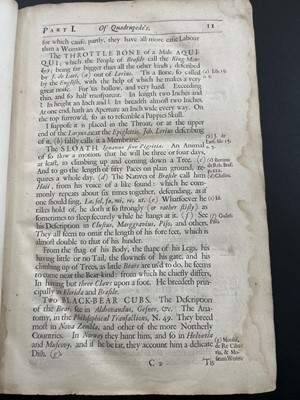 PART I. Of Quadrupedes. 11
for which cause, partly, they have all more ease Labour
than a Woman.
The THROTTLE BONE of a Male AQUI-
QUI, which the People of Brasile call the King Mon-
key, being far bigger than all the other kinds; described
by J. de Laet, (a) out of Lerius. 'Tis a Bone, so called
by the English, with the help of which he makes a very
great noise. For 'tis hollow, and very hard. Exceeding
thin, and so half transparent. In length two Inches and
½. In height an Inch and ½. In breadth almost two Inches.
At one end, hath an Aperture an Inch wide every way. On
the top furrow'd, so as to resemble a Puppies Skull.
I suppose it is placed in the Throat, or at the upper
end of the Larynx near the Epiglottis. Joh. Lerius describing
of it, (b) falsly calls it a Membrane.
The SLOATH. Ignavus sive Pigritia. An Animal
of so slow a motion, that he will be three or four days,
at least, in climbing up and coming down a Tree. (c)
And to go the length of fifty Paces on plain ground, re-
quires a whole day. (d) The Natives of Brasile call him
Haii, from his voice of a like sound: which he com-
monly repeats about six times together, descending, as if
one should sing, La, sol, fa, mi, re, ut. (e) Whatsoever he
takes hold of, he doth it so strongly (or rather stiffly) as
sometimes to sleep securely while he hangs at it. (f) See
his Description in Clusius, Marggravius, Piso, and others.
They all seem to omit the length of his fore feet, which is
almost double to that of his hinder.
From the shag of his Body, the shape of his Legs, his
having little or no Tail, the slowness of his gate, and his
climbing up of Trees, as little Bears are us'd to do, he seems
to come near the Bear-kind: from which he chiefly differs,
in having but three Claws upon a foot. He breedeth prin-
cipally in Florida and Brasile.
Two BLACK-BEAR CUBS. The Description
of the Bear, see in Aldrovandus, Gesner, &c. The Ana-
tomy, in the Philosophical Transactions, N. 49. They breed
most in Nova Zembla, and other of the more Northerly
Countries. In Norway they hunt him, and so in Helvetia
Muscovy, and if he be fat, they account him a delicate
Dish. (g)
C 2 Tb